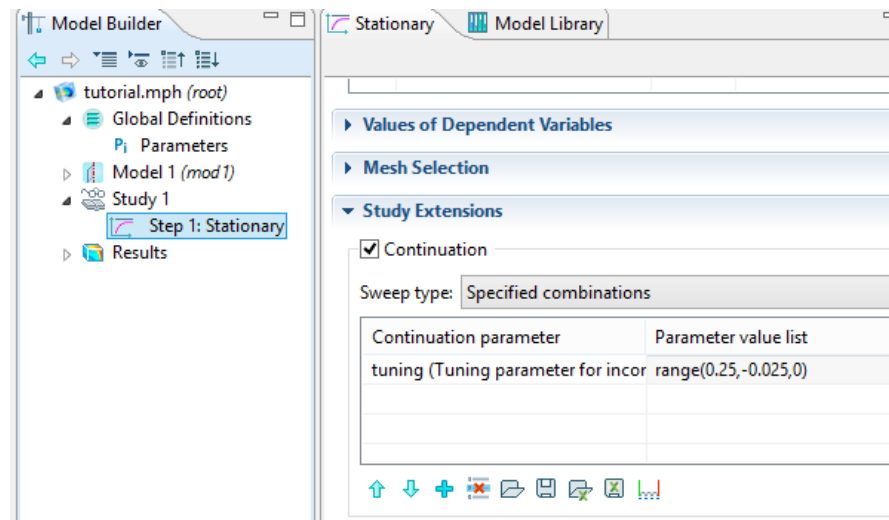 Model Builder
tutorial.mph (root)
Global Definitions
Pi Parameters
Model 1 (mod1)
Study 1
Step 1: Stationary
Results
Stationary
Model Library
Values of Dependent Variables
Mesh Selection
Study Extensions
Continuation
Sweep type: Specified combinations
Continuation parameter Parameter value list
tuning (Tuning parameter for incor range(0.25,-0.025,0)